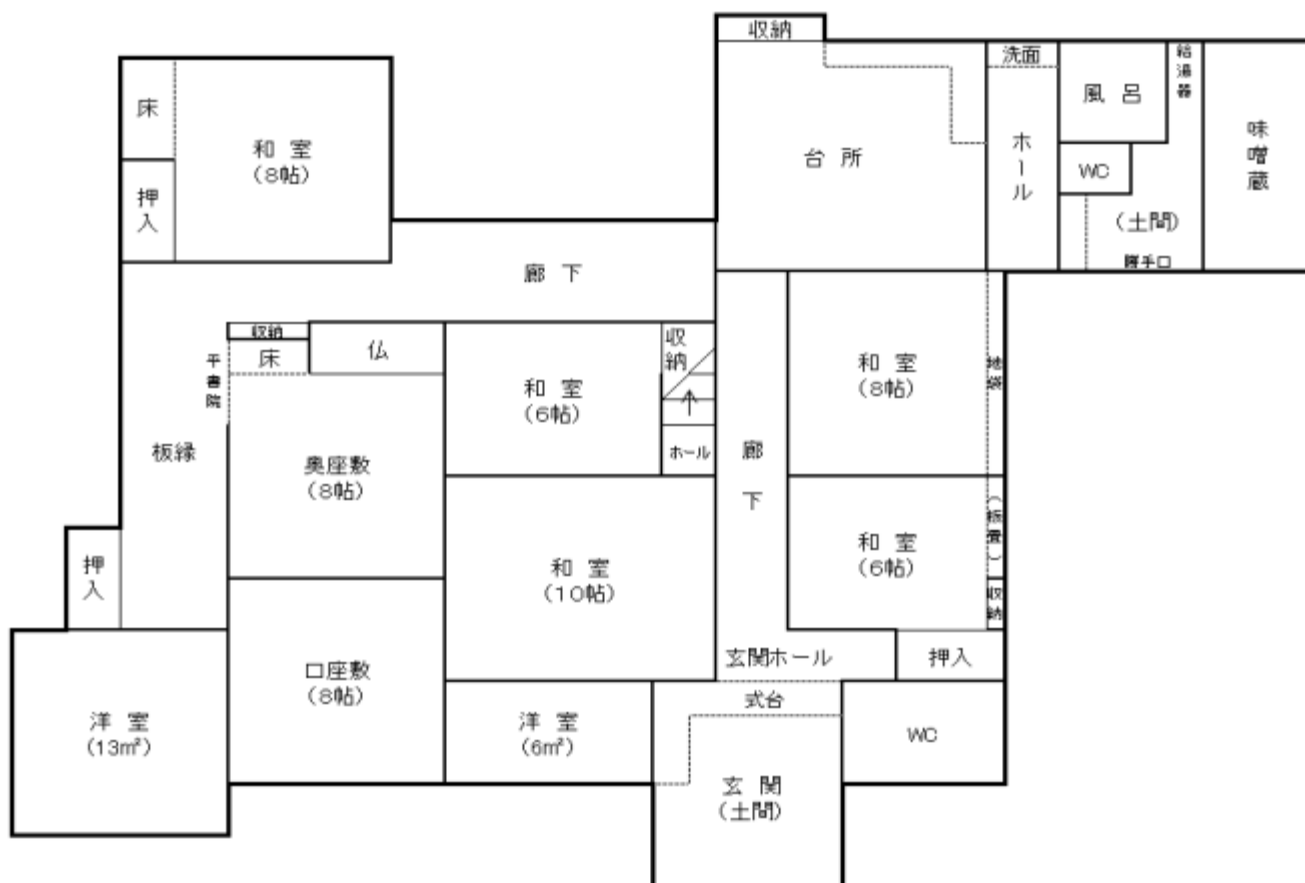 収納
洗面
給湯器
床
和室
(8帖)
押入
台所
ホール
風呂
WC
(土間)
勝手口
味噌蔵
廊下
収納
床
仏
平書院
和室
(6帖)
収納
ホール
廊下
和室
(8帖)
地袋
板縁
奥座敷
(8帖)
押入
和室
(10帖)
和室
(6帖)
(板畳)
収納
玄関ホール
押入
洋室
(13㎡)
口座敷
(8帖)
洋室
(6㎡)
式台
WC
玄関
(土間)